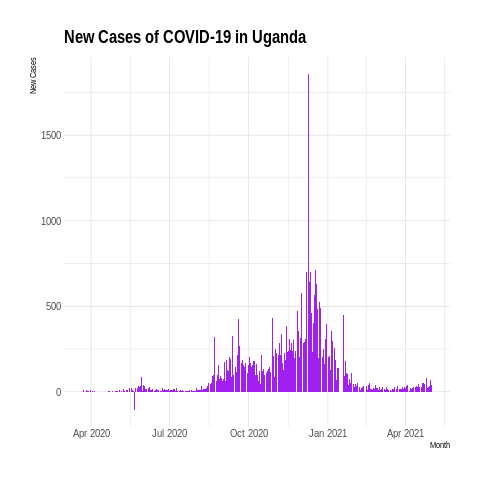 New Cases of COVID-19 in Uganda
New Cases
1500
1000
500
0
Apr 2020 Jul 2020 Oct 2020 Jan 2021 Apr 2021
Month